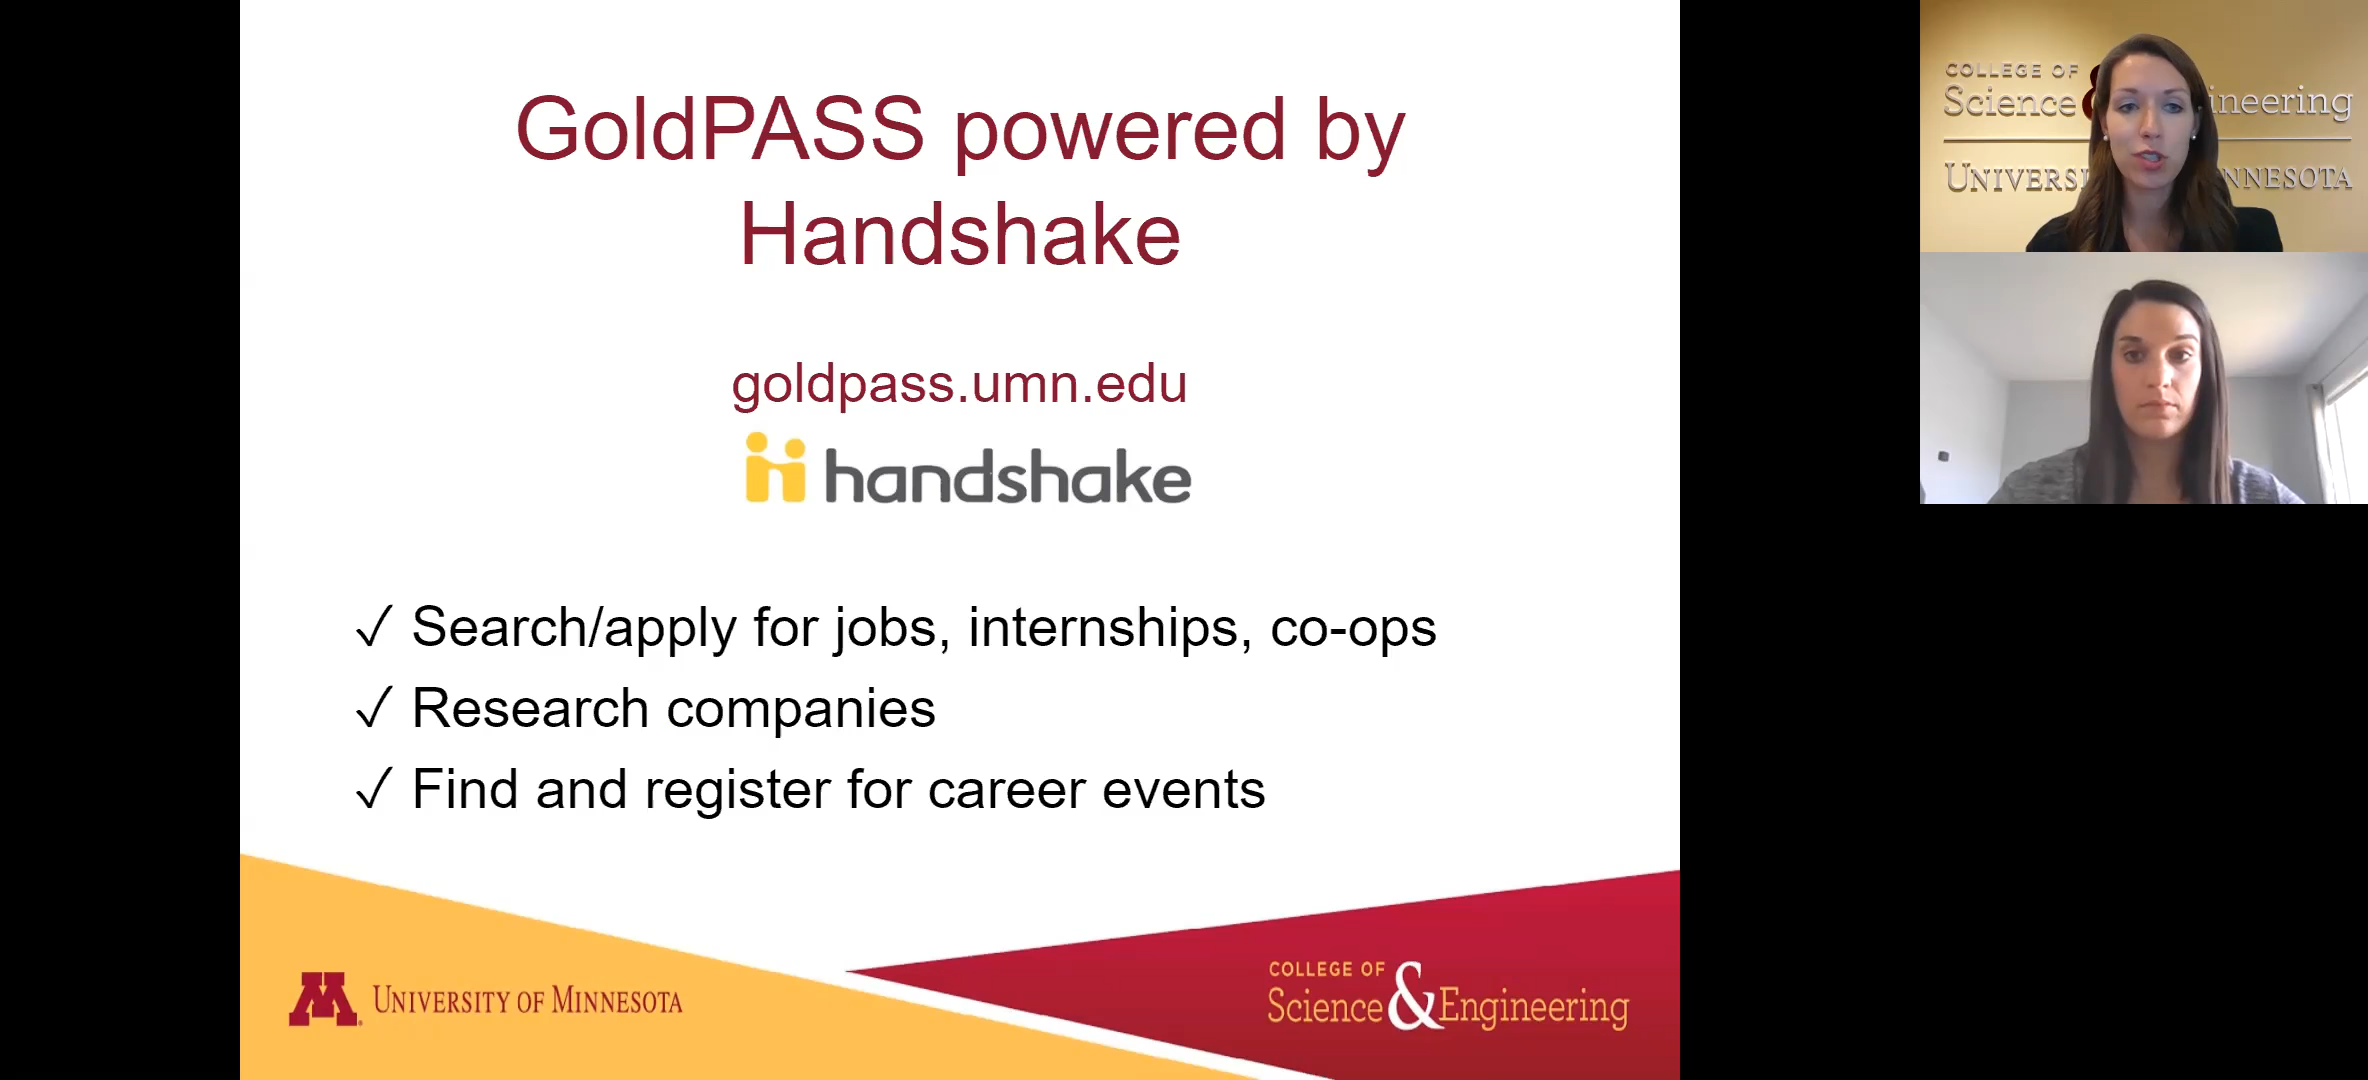 GoldPASS powered by
Handshake
goldpass.umn.edu
handshake
✓ Search/apply for jobs, internships, co-ops
✓ Research companies
✓ Find and register for career events
UNIVERSITY OF MINNESOTA
COLLEGE OF
Science & Engineering
COLLEGE OF
Science ineering
UNIVERSI NNESOTA